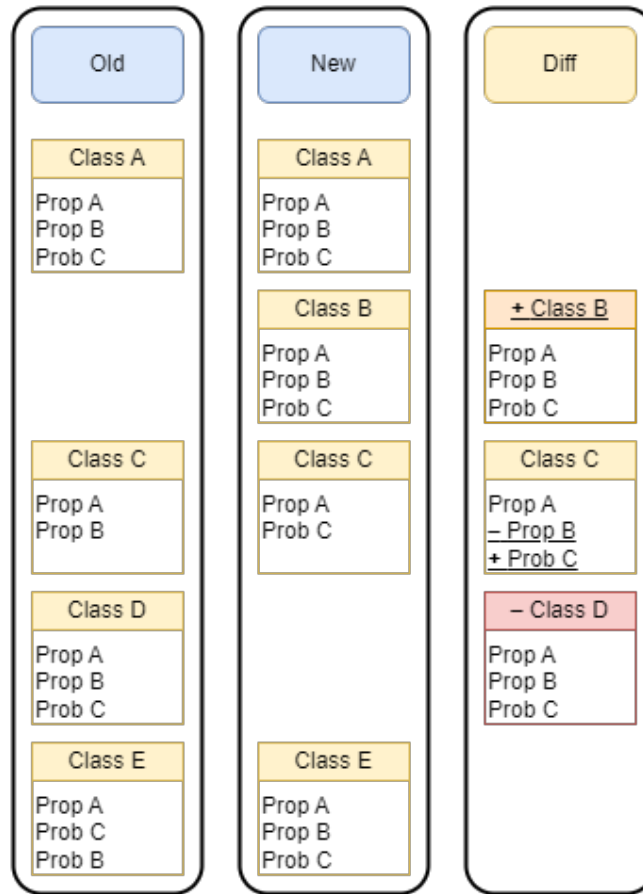 Old
Class A
Prop A
Prop B
Prob C
Class C
Prop A
Prop B
Class D
Prop A
Prop B
Prob C
Class E
Prop A
Prob C
Prob B
New
Class A
Prop A
Prop B
Prob C
Class B
Prop A
Prop B
Prob C
Class C
Prop A
Prob C
Class E
Prop A
Prop B
Prob C
Diff
+ Class B
Prop A
Prop B
Prob C
Class C
Prop A
– Prop B
+ Prob C
– Class D
Prop A
Prop B
Prob C